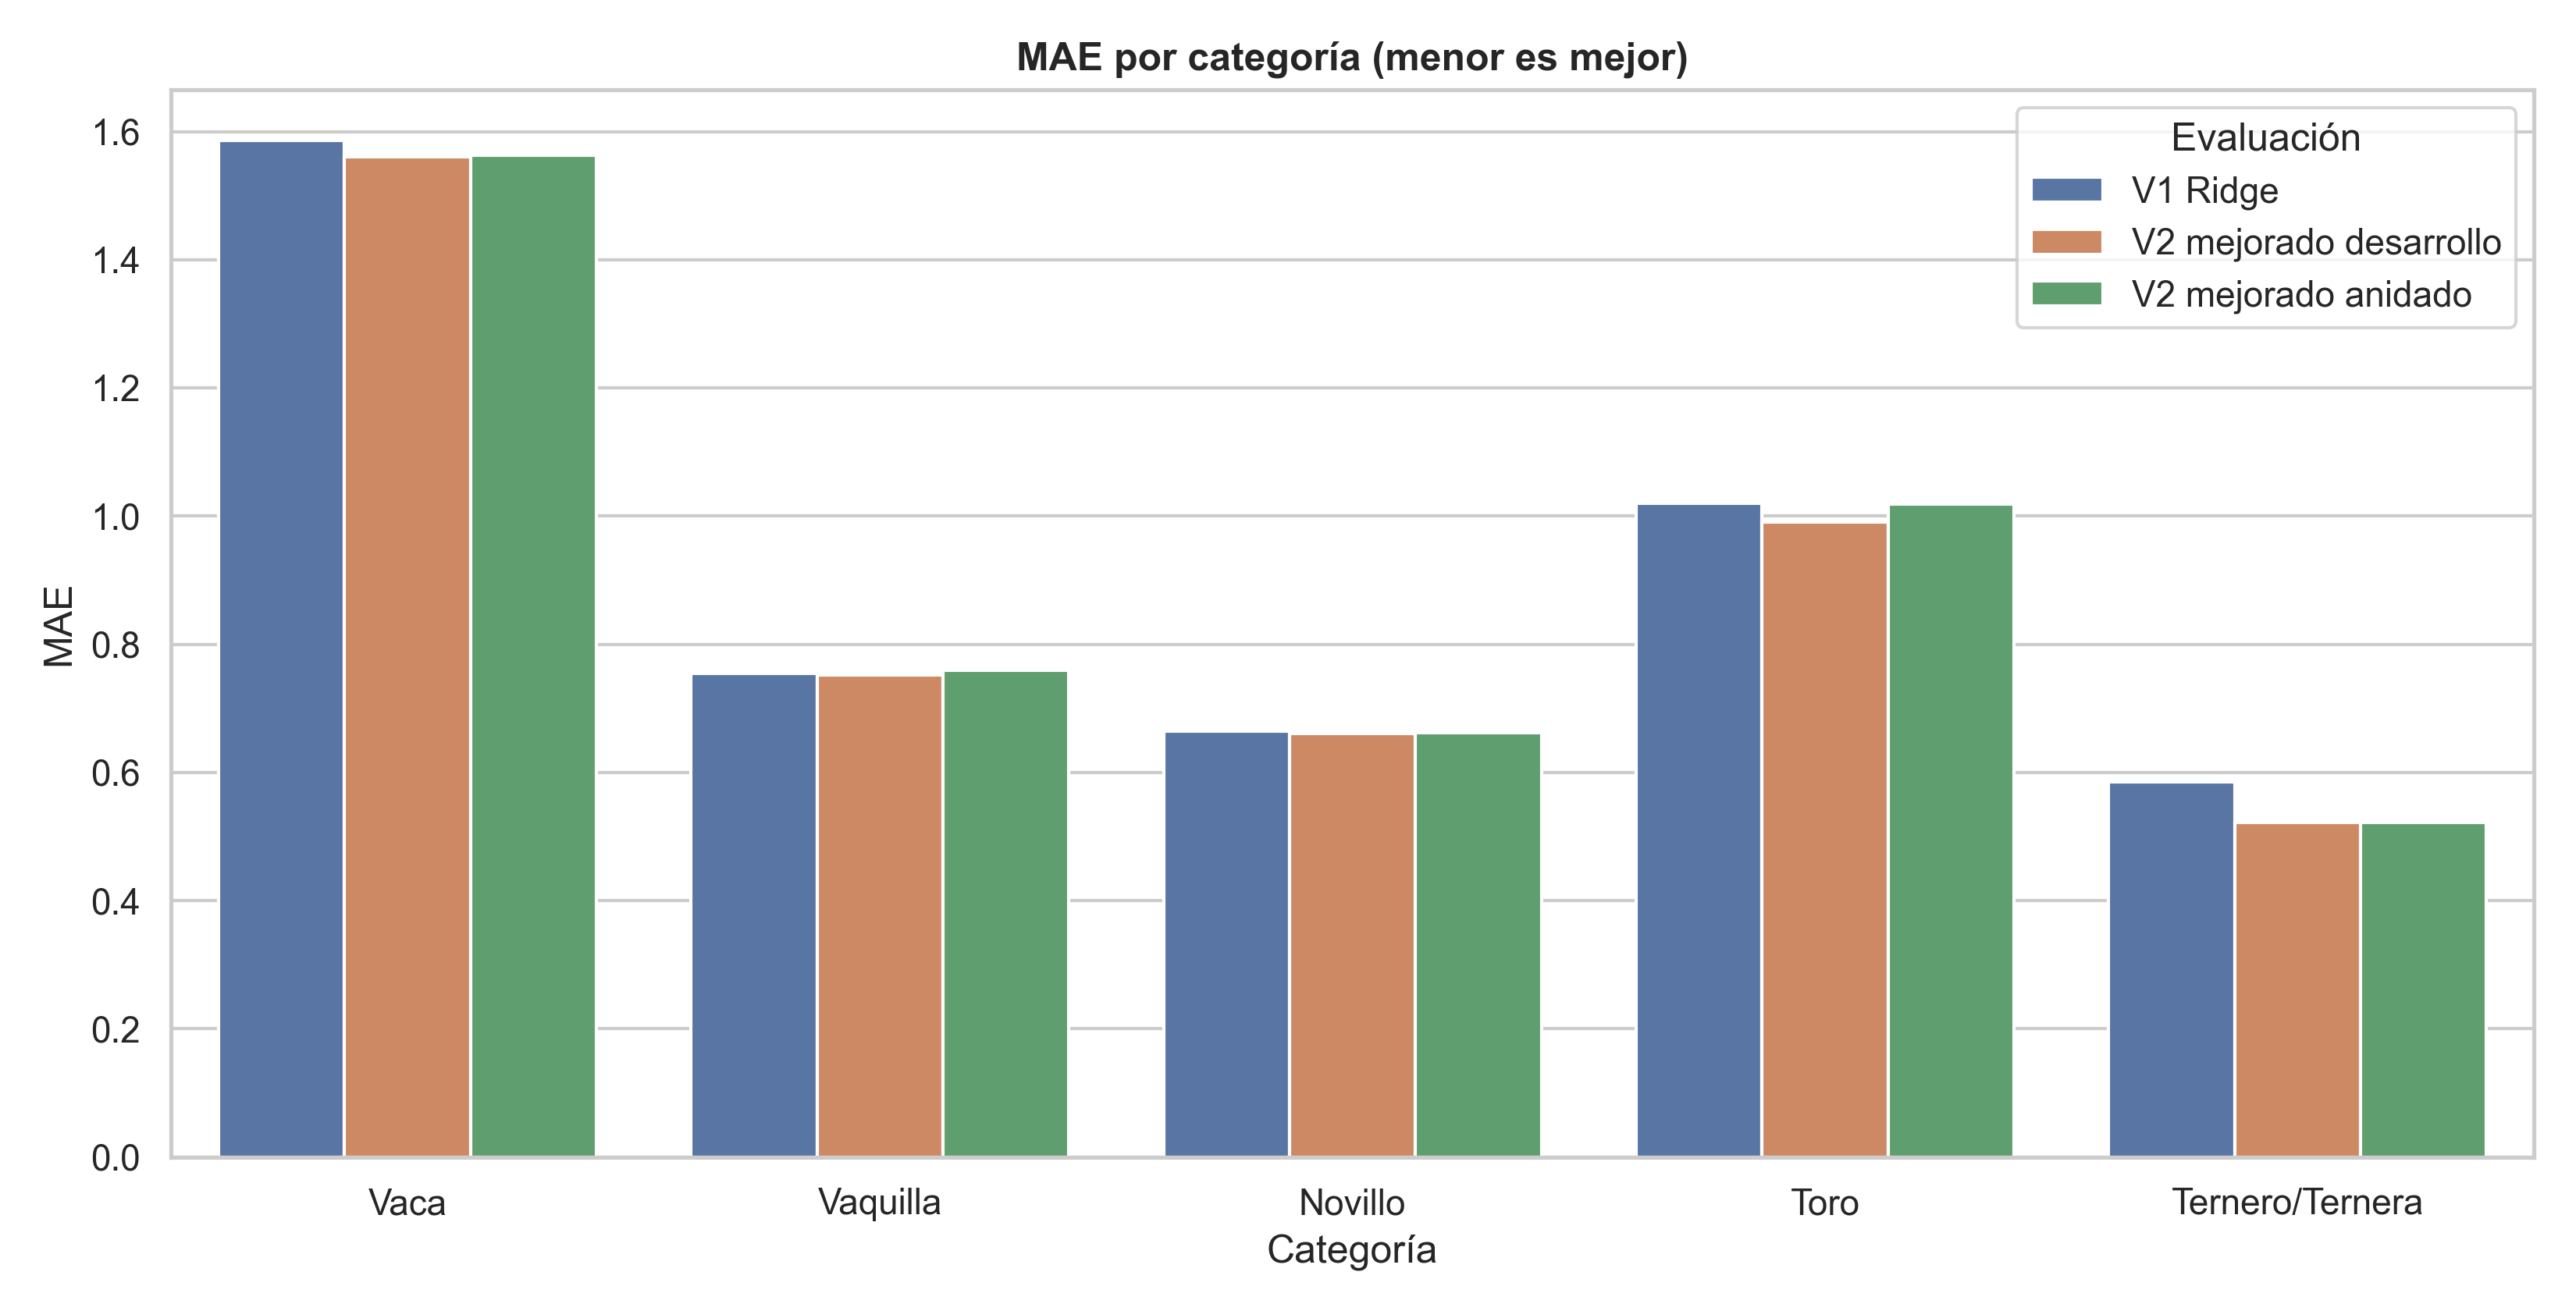 MAE por categoría (menor es mejor)
Evaluación
V1 Ridge
V2 mejorado desarrollo
V2 mejorado anidado
MAE
1.6
1.4
1.2
1.0
0.8
0.6
0.4
0.2
0.0
Vaca Vaquilla Novillo Toro Ternero/Ternera
Categoría